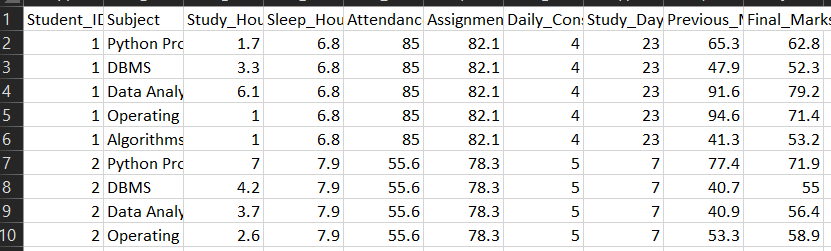 1 Student_ID Subject Study_Hou Sleep_Hou Attendanc Assignmen Daily_Cons Study_Day Previous_M Final_Marks
2 1 Python Pro 1.7 6.8 85 82.1 4 23 65.3 62.8
3 1 DBMS 3.3 6.8 85 82.1 4 23 47.9 52.3
4 1 Data Analy 6.1 6.8 85 82.1 4 23 91.6 79.2
5 1 Operating 1 6.8 85 82.1 4 23 94.6 71.4
6 1 Algorithms 1 6.8 85 82.1 4 23 41.3 53.2
7 2 Python Pro 7 7.9 55.6 78.3 5 7 77.4 71.9
8 2 DBMS 4.2 7.9 55.6 78.3 5 7 40.7 55
9 2 Data Analy 3.7 7.9 55.6 78.3 5 7 40.9 56.4
10 2 Operating 2.6 7.9 55.6 78.3 5 7 53.3 58.9